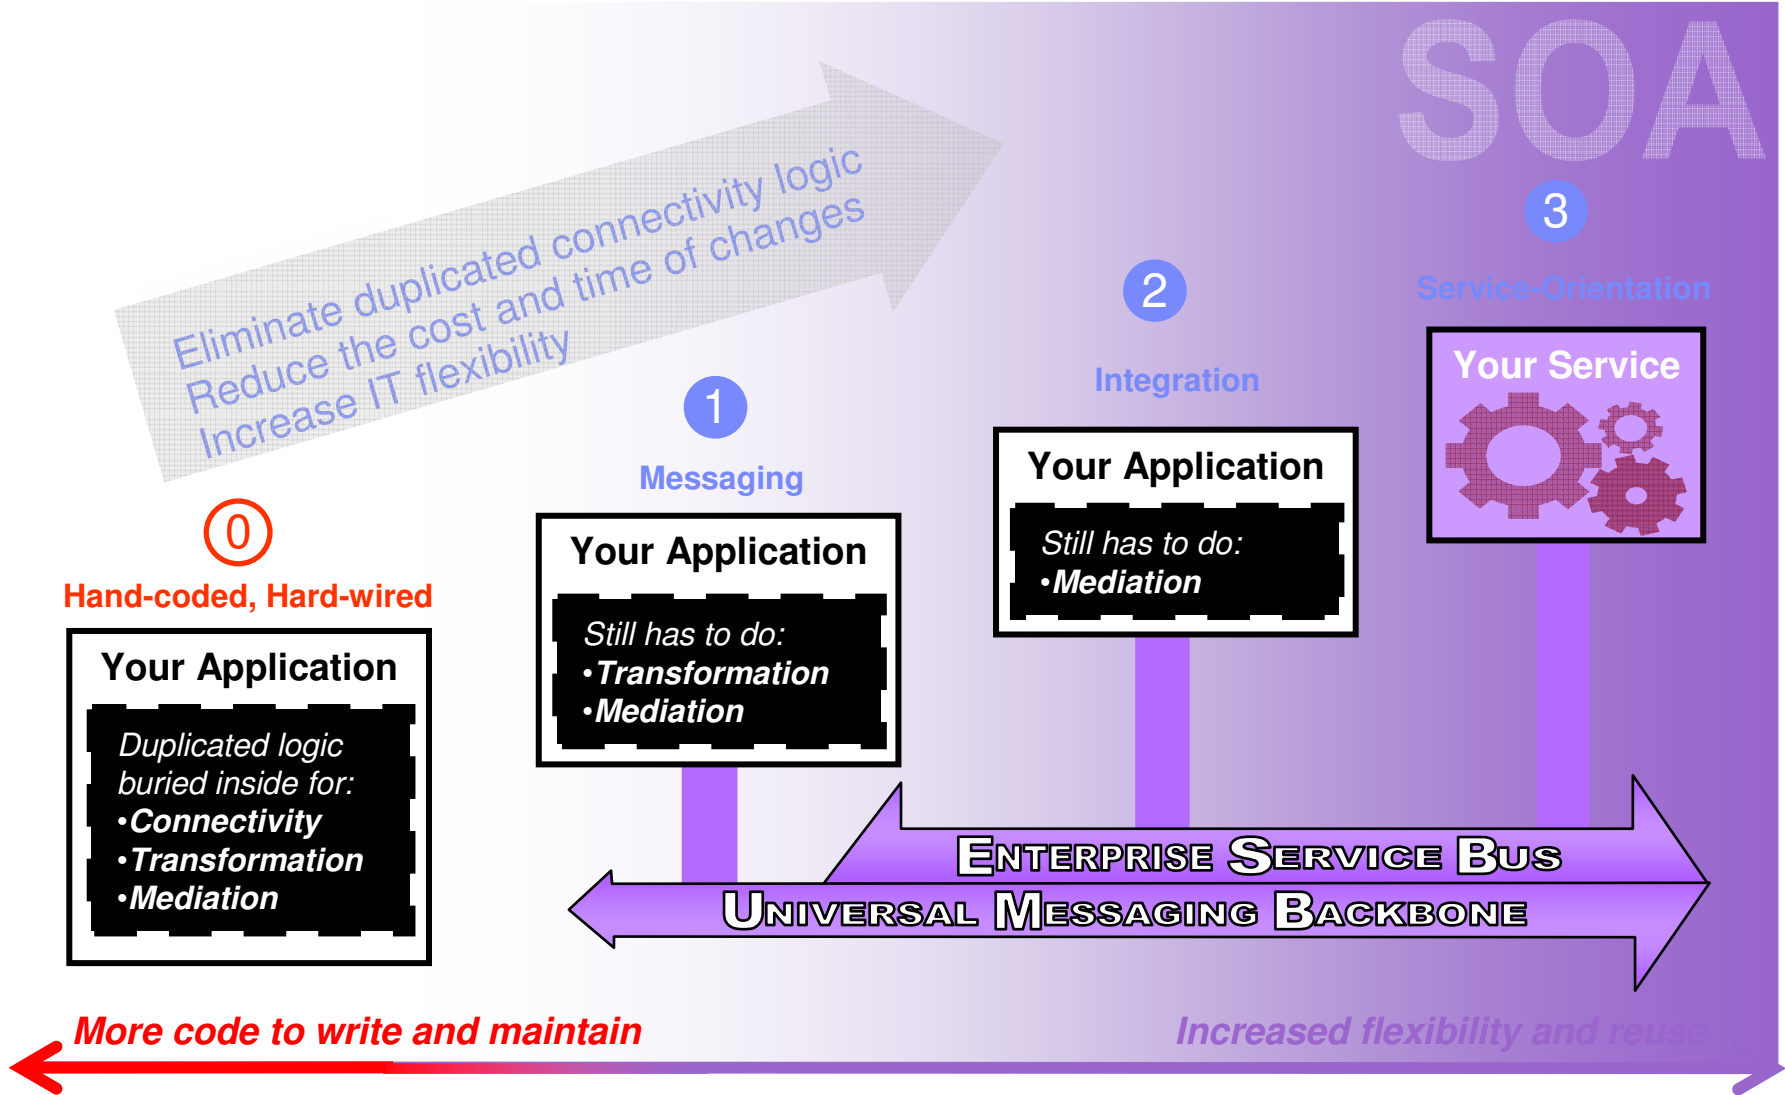 SOA
Eliminate duplicated connectivity logic
Reduce the cost and time of changes
Increase IT flexibility
0
Hand-coded, Hard-wired
Your Application
Duplicated logic
buried inside for:
•Connectivity
•Transformation
•Mediation
1
Messaging
Your Application
Still has to do:
•Transformation
•Mediation
2
Integration
Your Application
Still has to do:
•Mediation
3
Service-Orientation
Your Service
ENTERPRISE SERVICE BUS
UNIVERSAL MESSAGING BACKBONE
More code to write and maintain
Increased flexibility and reuse